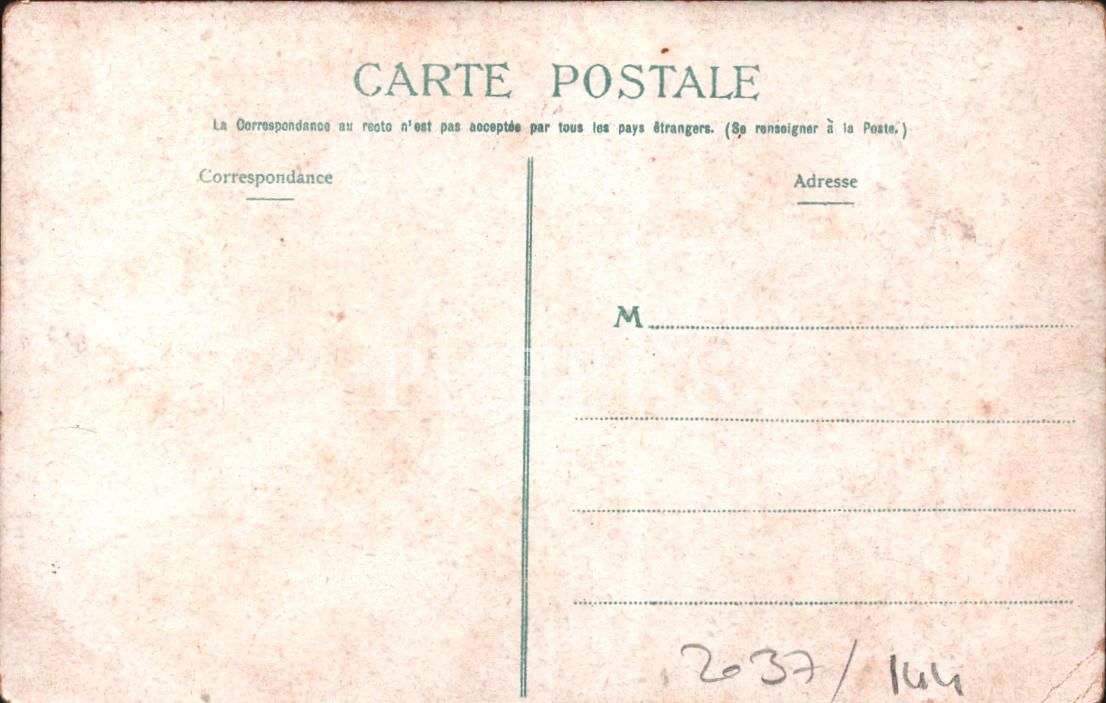 CARTE POSTALE
La Correspondance au recto n'est pas acceptée par tous les pays étrangers. (Se renseigner à la Poste.)
Correspondance
Adresse
M
2037/144